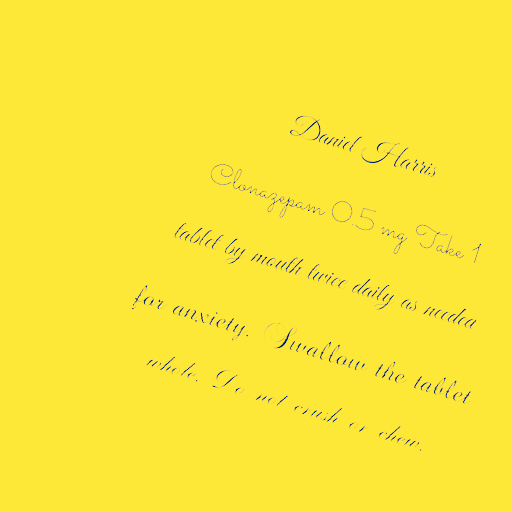 Daniel Harris
Clonazepam 0.5 mg Take 1
tablet by mouth twice daily as needed
for anxiety. Swallow the tablet
whole. Do not crush or chew.